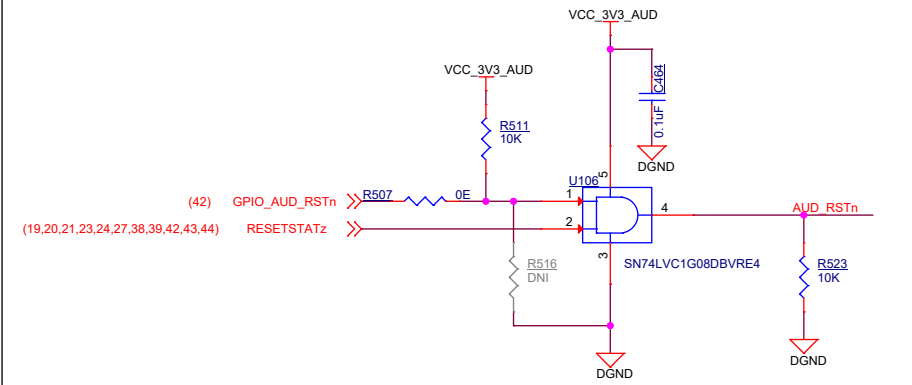 VCC_3V3_AUD
VCC_3V3_AUD
C464
0.1uF
R511
10K
DGND
U106
5
(42) GPIO_AUD_RSTn R507 0E 1
4 AUD_RSTn
(19,20,21,23,24,27,38,39,42,43,44) RESETSTATz 2
3
R516
DNI
SN74LVC1G08DBVRE4
R523
10K
DGND
DGND